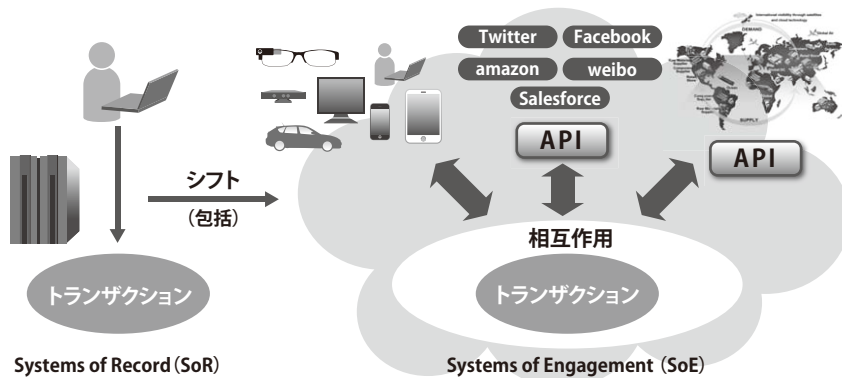 Twitter
Facebook
amazon
weibo
Salesforce
DEMAND
SUPPLY
API
API
シフト
(包括)
相互作用
トランザクション
トランザクション
Systems of Record(SoR)
Systems of Engagement(SoE)